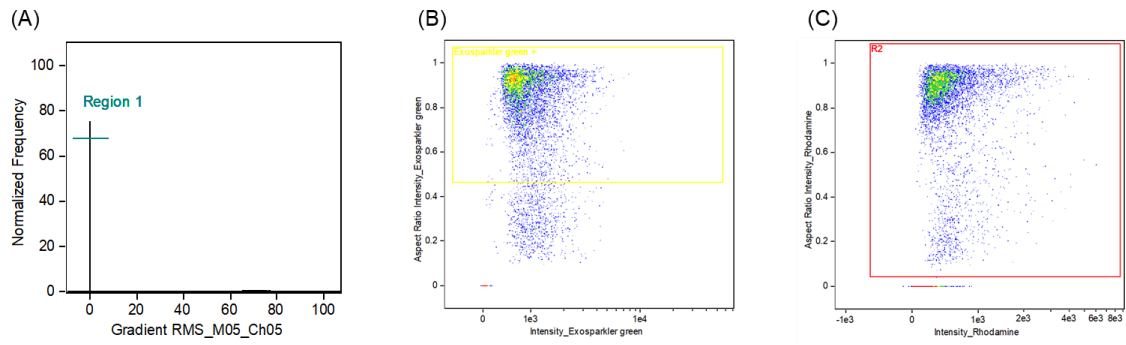 (A)
100
80
60
40
20
0
Normalized Frequency
Region 1
0 20 40 60 80 100
Gradient RMS_M05_Ch05
(B)
Exosparkler green +
1
0.8
0.6
0.4
0.2
0
Aspect Ratio Intensity_Exosparkler green
0 1e3 1e4
Intensity_Exosparkler green
(C)
R2
1
0.8
0.6
0.4
0.2
0
Aspect Ratio Intensity_Rhodamine
-1e3 0 1e3 2e3 4e3 6e3 8e3
Intensity_Rhodamine